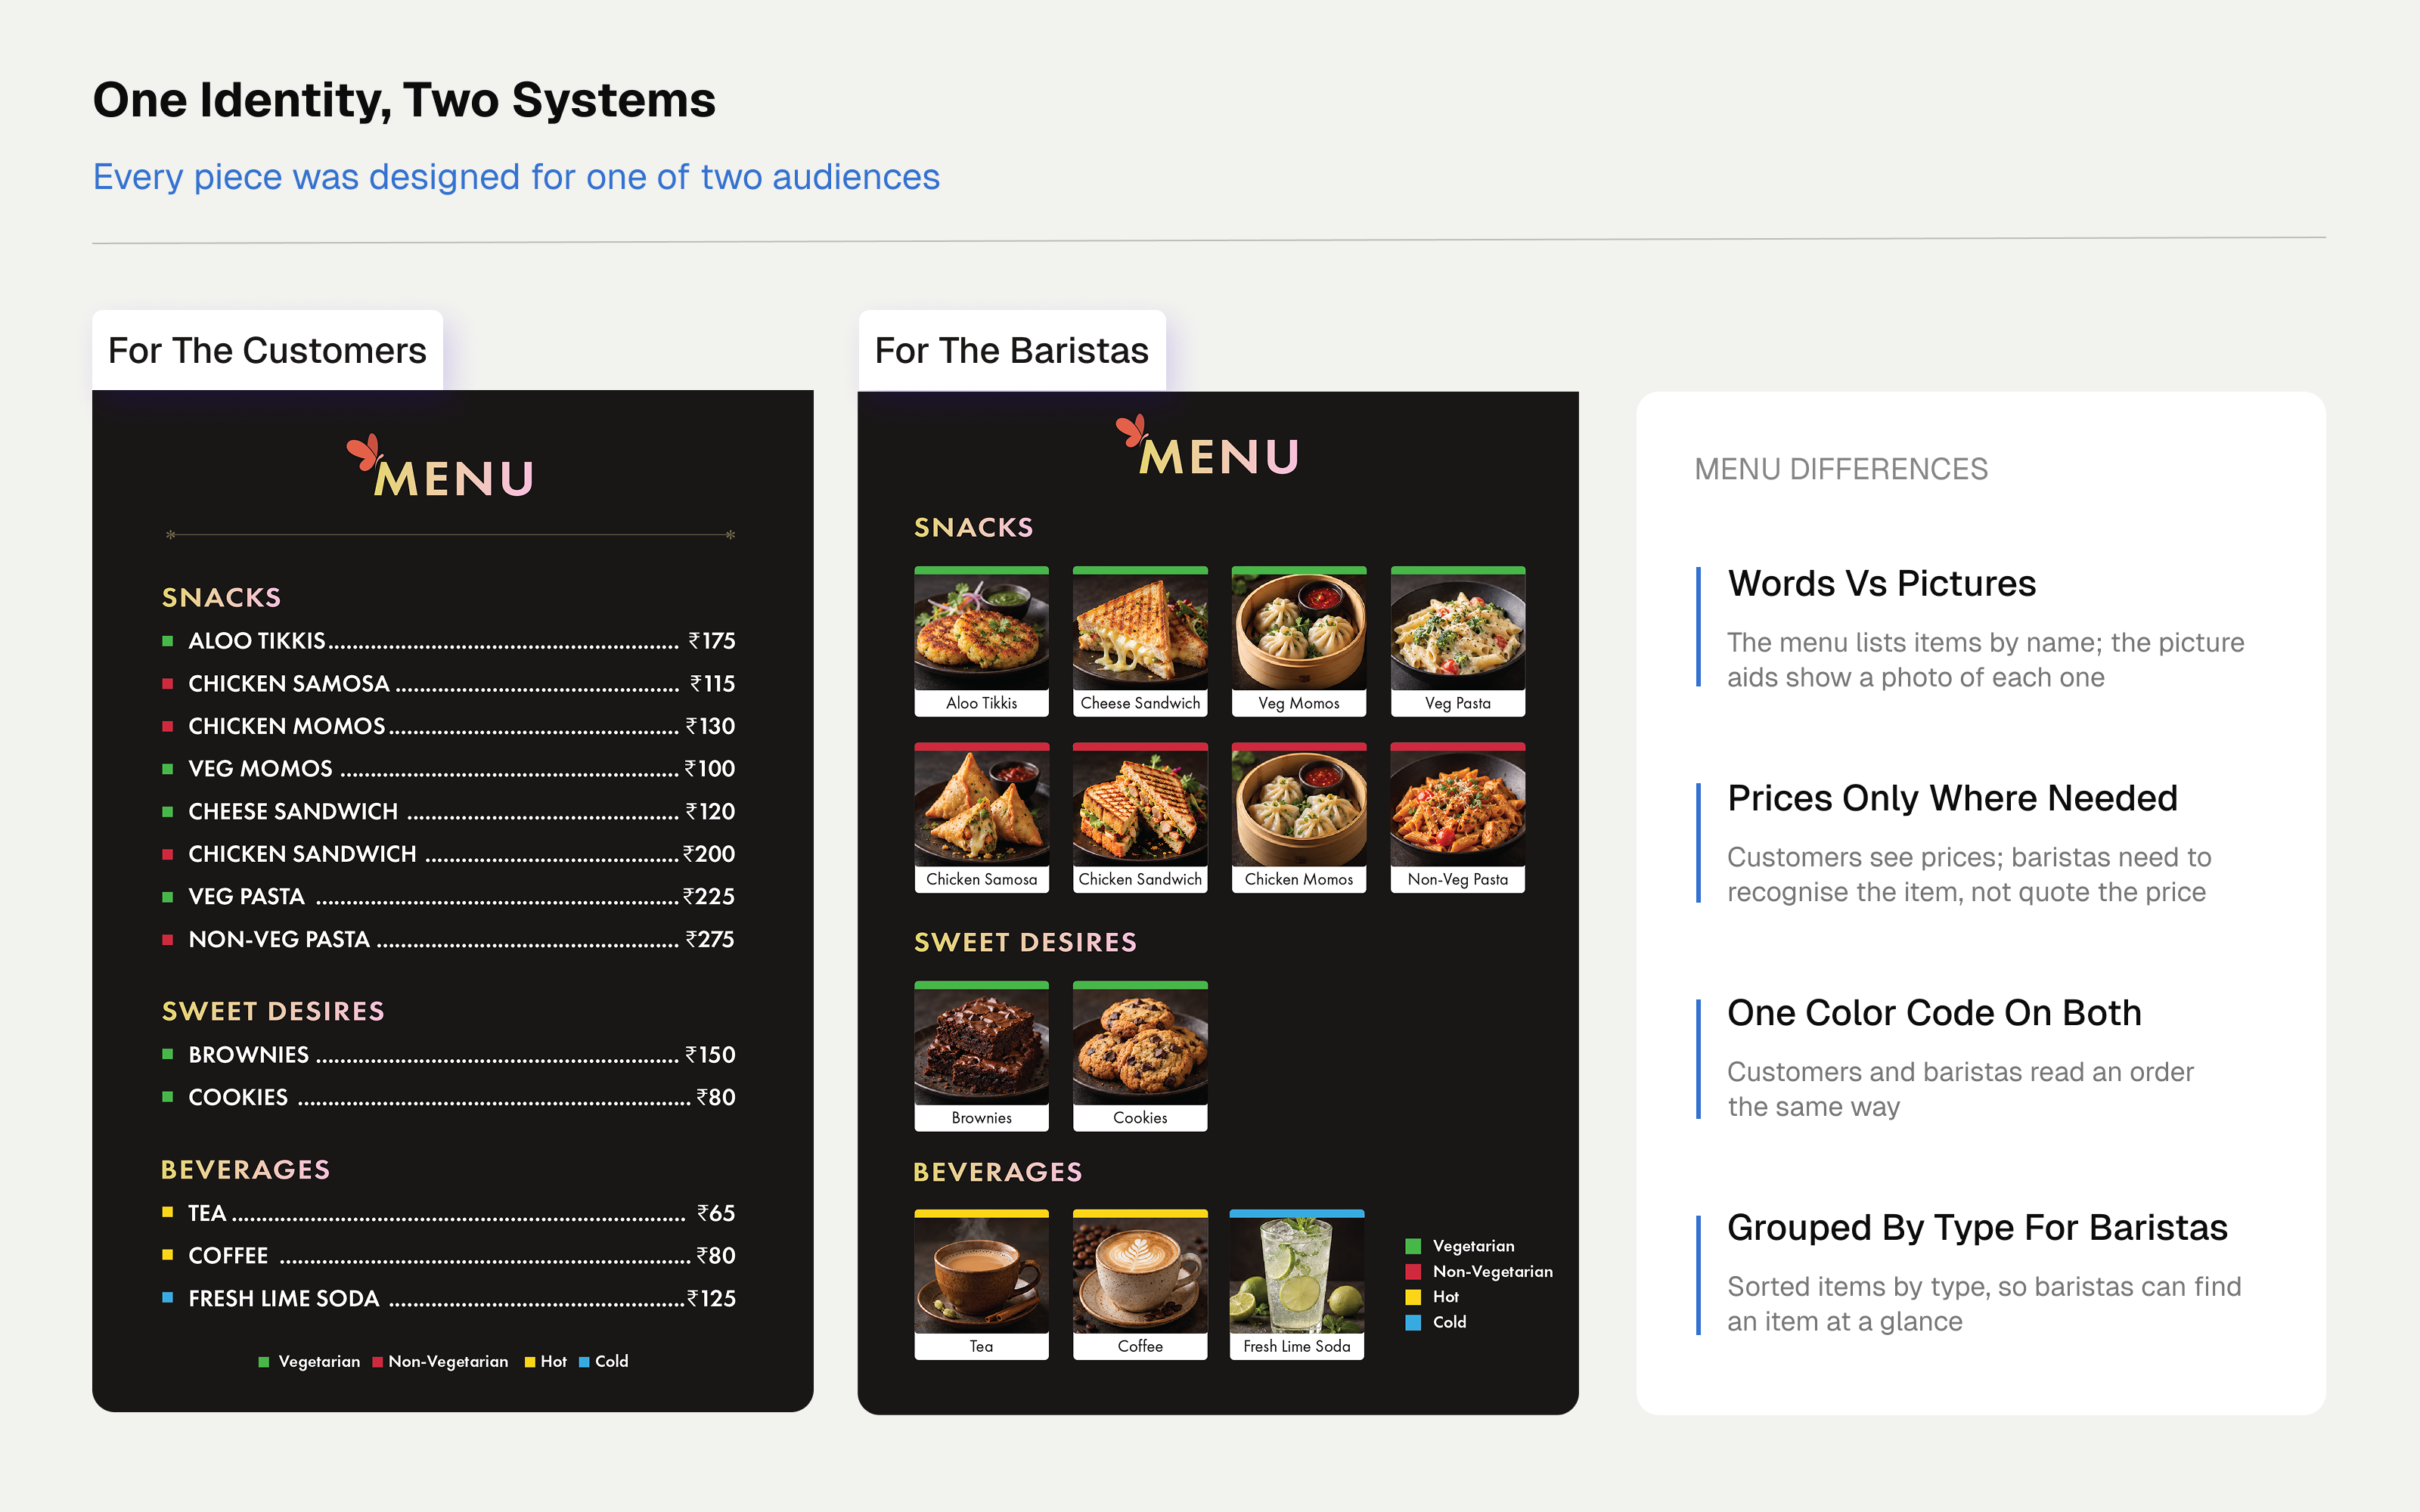 One Identity, Two Systems
Every piece was designed for one of two audiences
For The Customers
MENU
SNACKS
ALOO TIKKIS ₹175
CHICKEN SAMOSA ₹115
CHICKEN MOMOS ₹130
VEG MOMOS ₹100
CHEESE SANDWICH ₹120
CHICKEN SANDWICH ₹200
VEG PASTA ₹225
NON-VEG PASTA ₹275
SWEET DESIRES
BROWNIES ₹150
COOKIES ₹80
BEVERAGES
TEA ₹65
COFFEE ₹80
FRESH LIME SODA ₹125
Vegetarian Non-Vegetarian Hot Cold
For The Baristas
MENU
SNACKS
Aloo Tikkis Cheese Sandwich Veg Momos Veg Pasta
Chicken Samosa Chicken Sandwich Chicken Momos Non-Veg Pasta
SWEET DESIRES
Brownies Cookies
BEVERAGES
Tea Coffee Fresh Lime Soda
Vegetarian
Non-Vegetarian
Hot
Cold
MENU DIFFERENCES
Words Vs Pictures
The menu lists items by name; the picture
aids show a photo of each one
Prices Only Where Needed
Customers see prices; baristas need to
recognise the item, not quote the price
One Color Code On Both
Customers and baristas read an order
the same way
Grouped By Type For Baristas
Sorted items by type, so baristas can find
an item at a glance